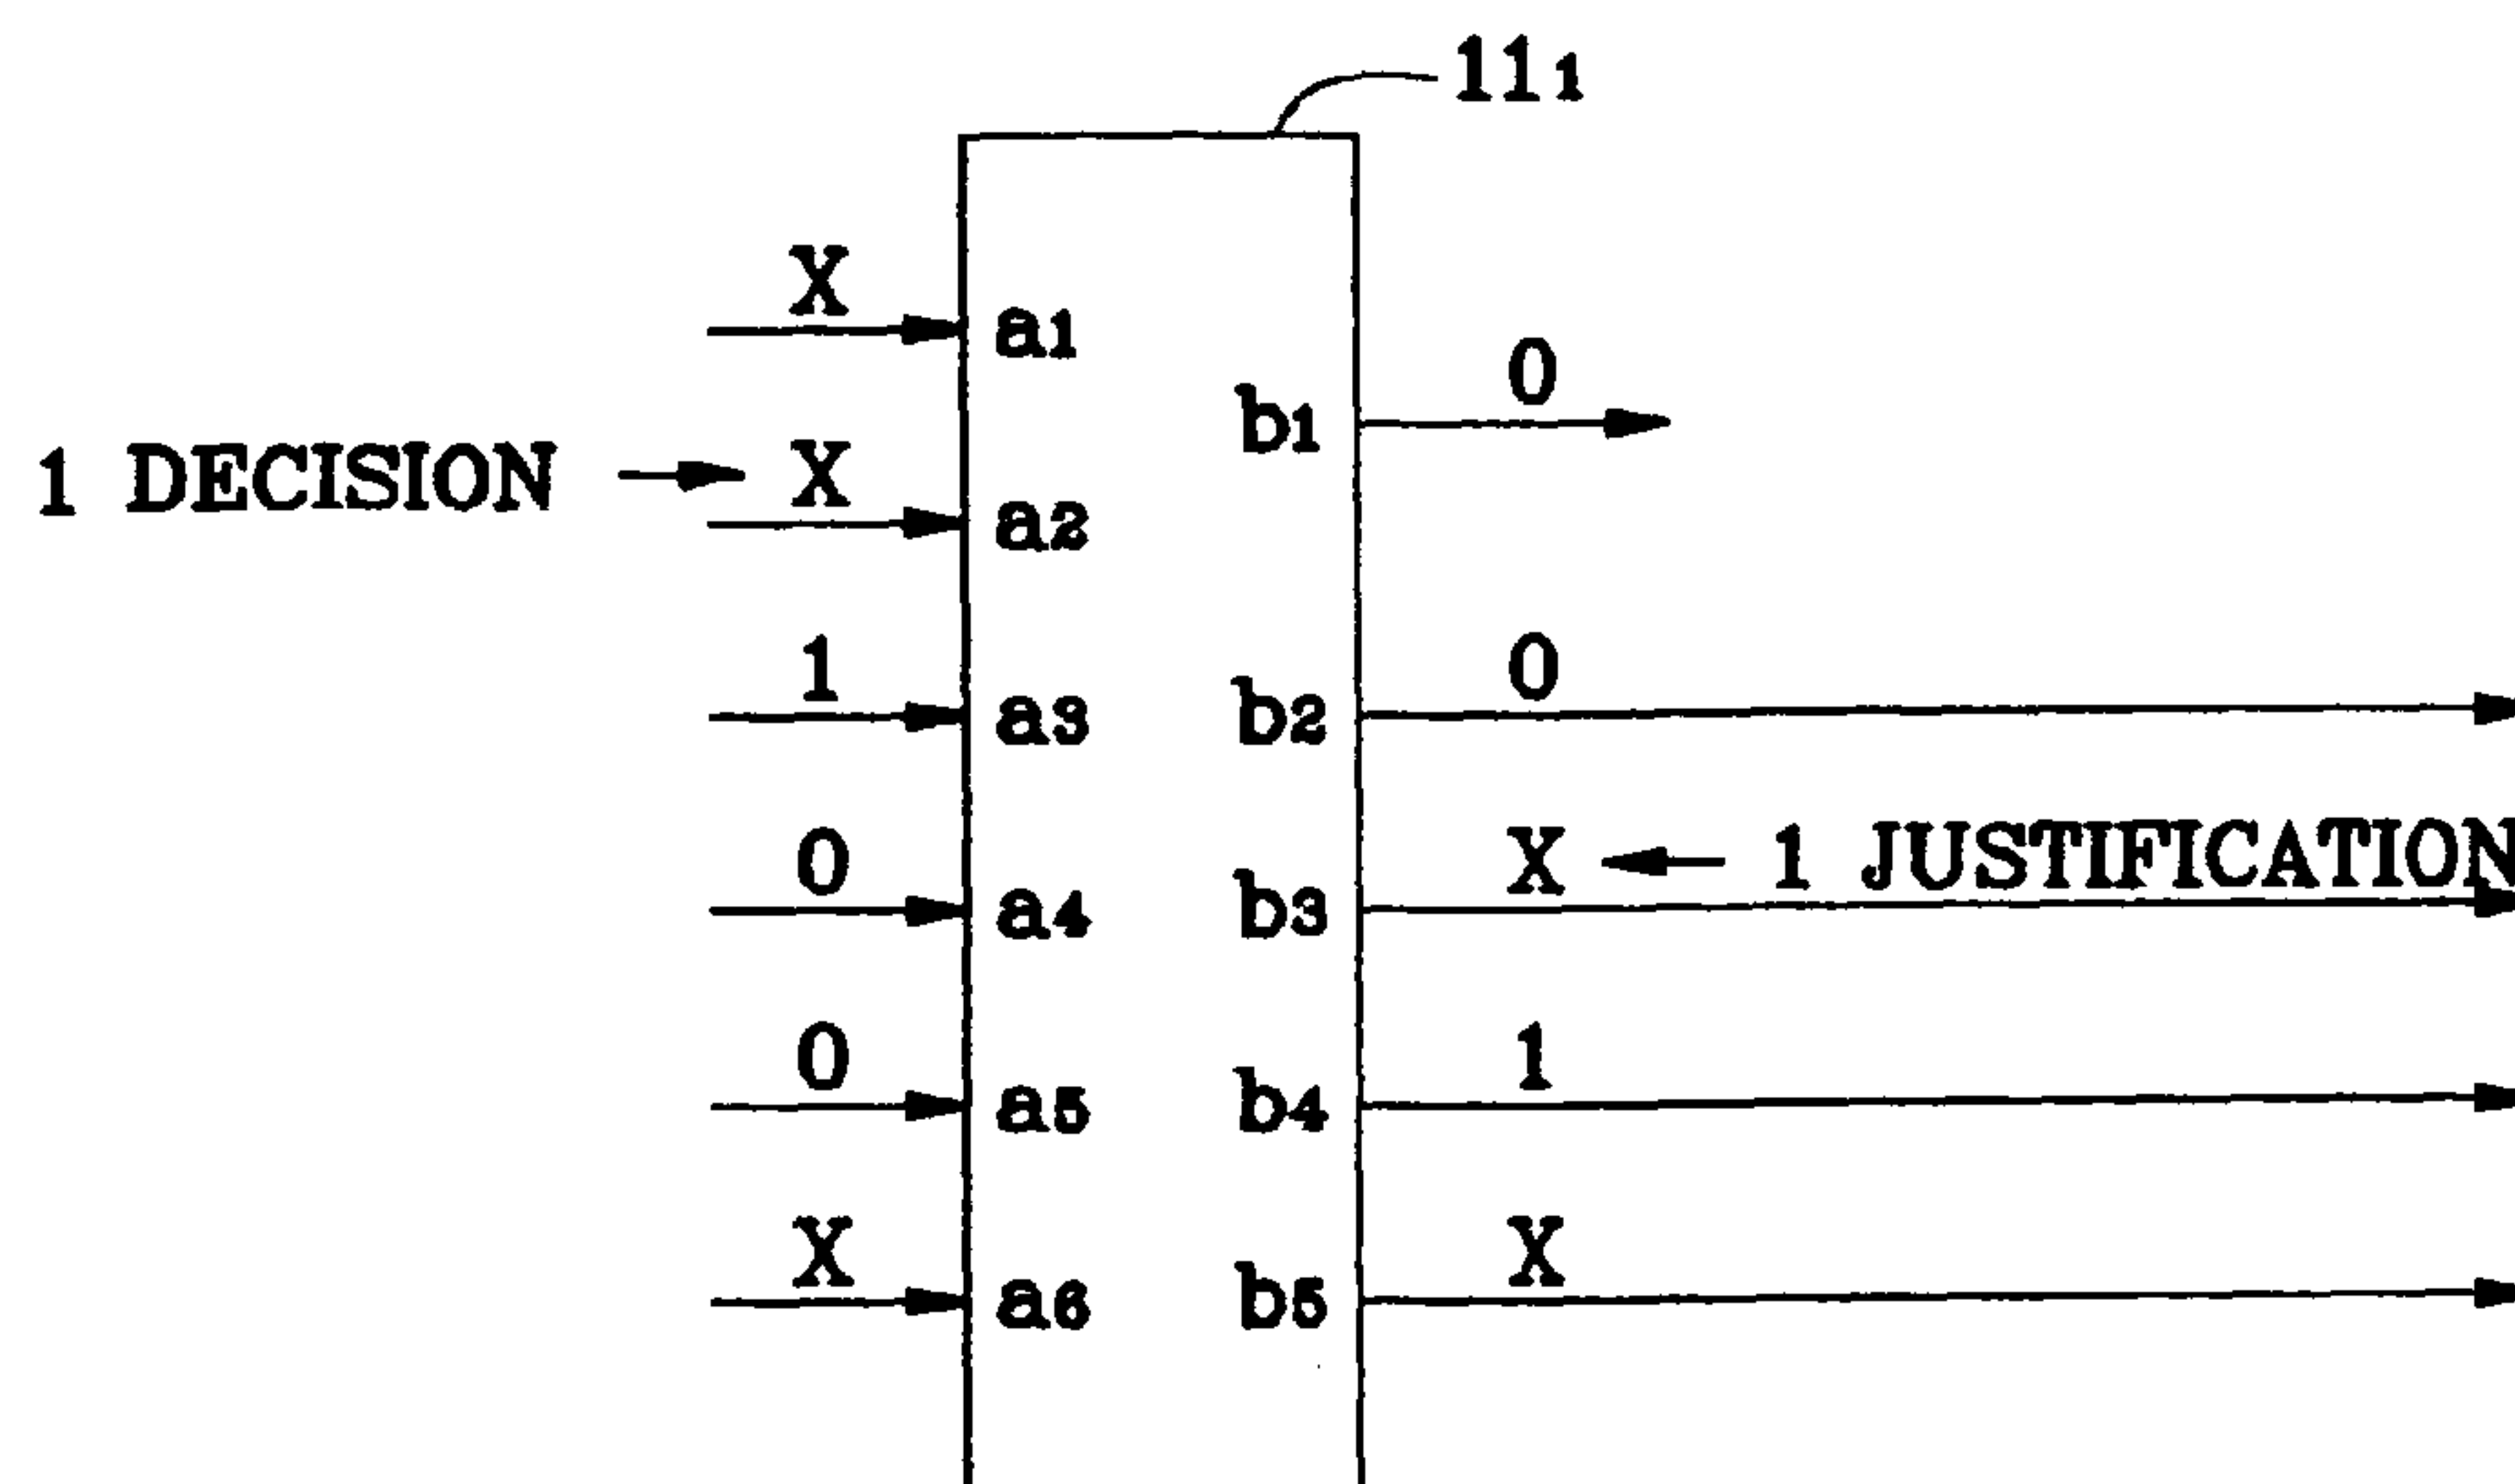 11₁
X
a1
0
b1
1 DECISION
X
a2
1
a3
0
b2
0
a4
X
1 JUSTIFICATION
b3
0
a5
1
b4
X
a6
X
b5